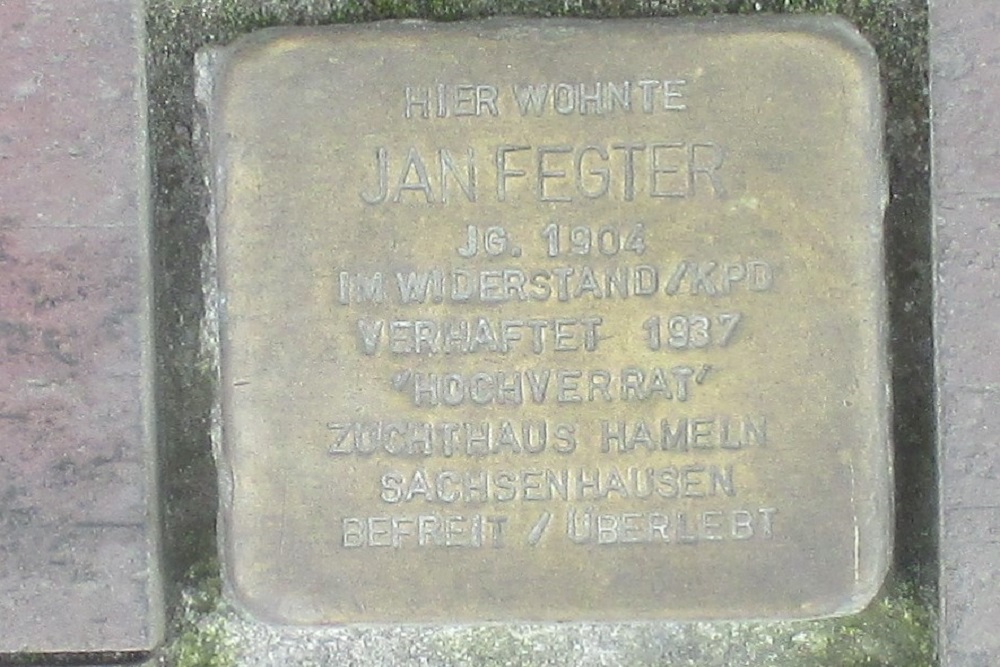 HIER WOHNTE
JAN FEGTER
JG. 1904
IM WIDERSTAND / KPD
VERHAFTET 1937
"HOCHVERRAT"
ZUCHTHAUS HAMELN
SACHSENHAUSEN
BEFREIT / ÜBERLEBT